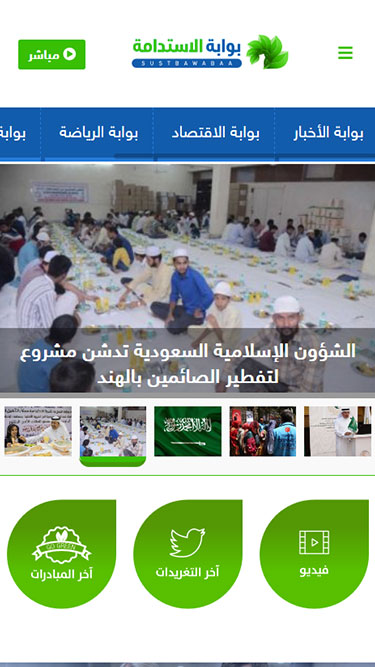 بوابة الاستدامة
SUSTBAWABAA
مباشر
بوابة الأخبار
بوابة الاقتصاد
بوابة الرياضة
بوابة
الشؤون الإسلامية السعودية تدشن مشروع
لتفطير الصائمين بالهند
فيديو
آخر التغريدات
GO GREEN
آخر المبادرات